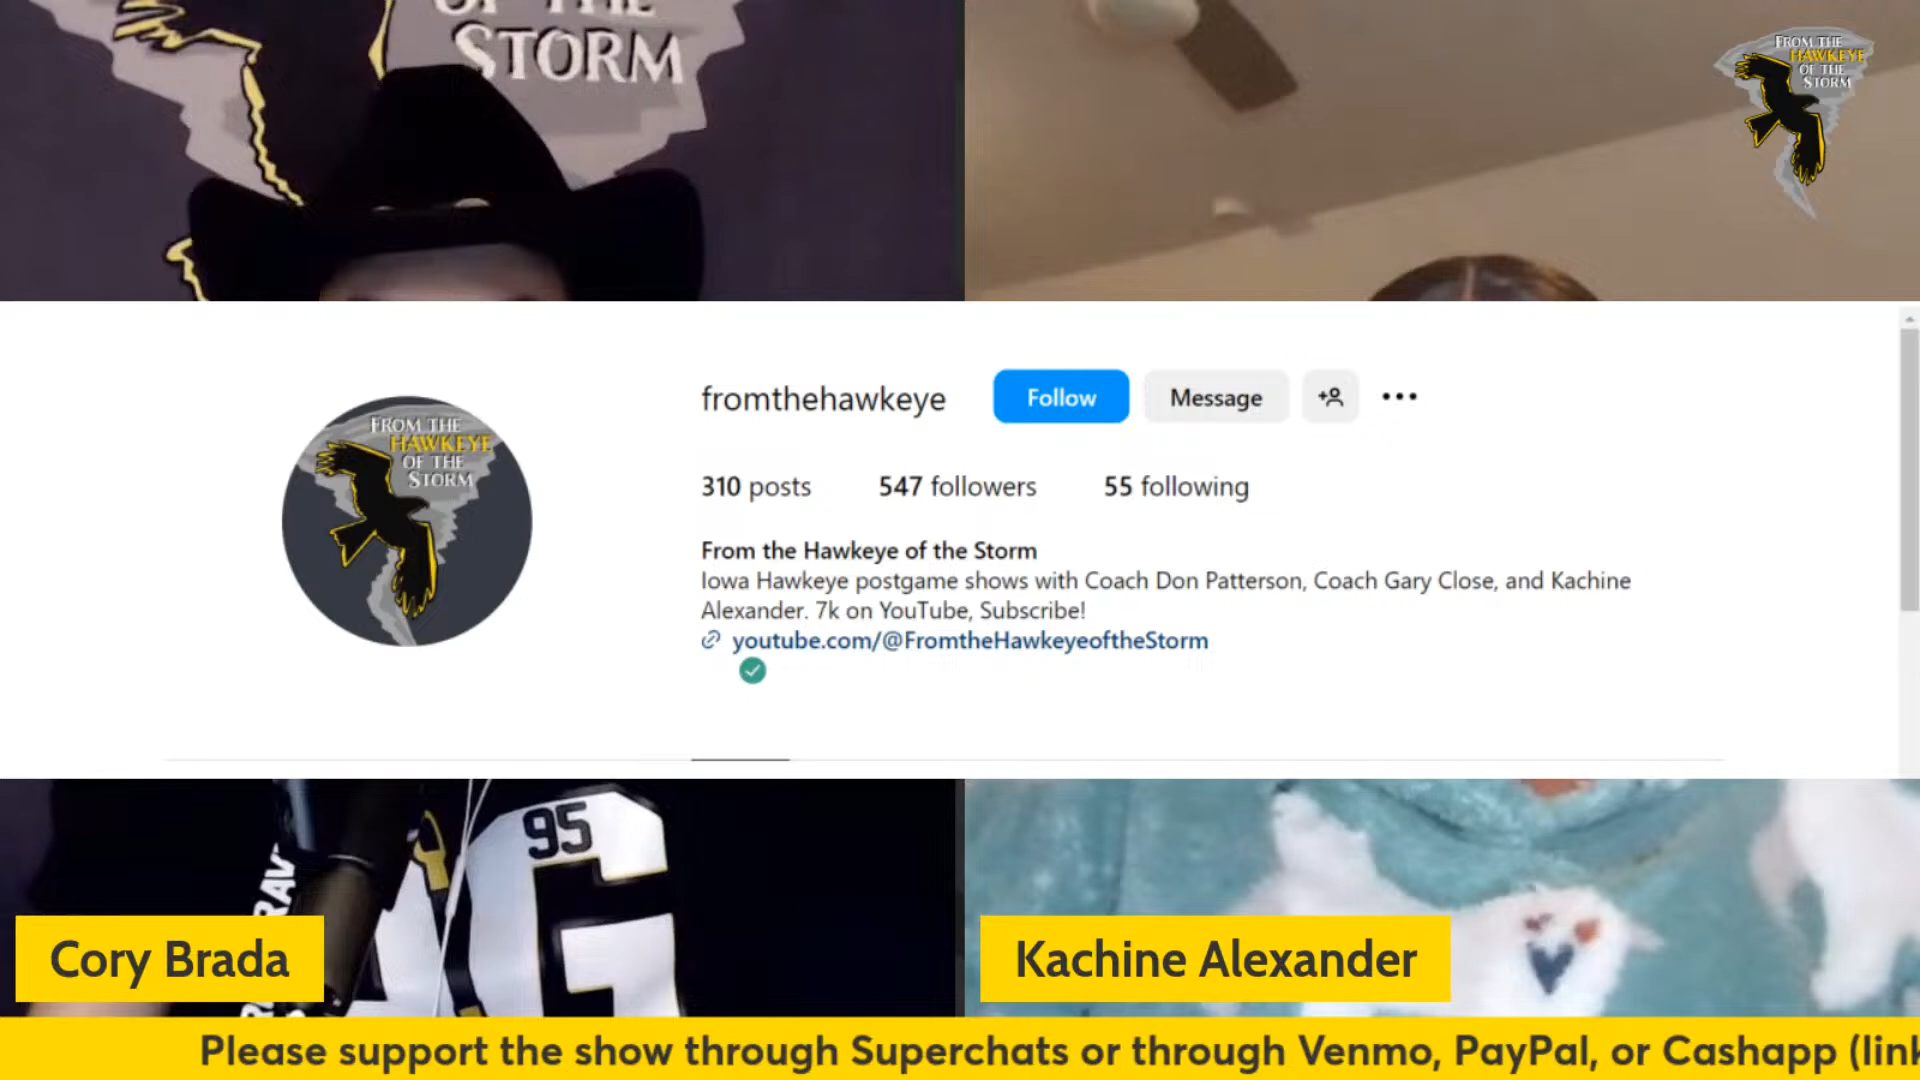 OF THE
STORM
FROM THE
HAWKEYE
OF THE
STORM
fromthehawkeye
Follow
Message
310 posts
547 followers
55 following
FROM THE
HAWKEYE
OF THE
STORM
From the Hawkeye of the Storm
Iowa Hawkeye postgame shows with Coach Don Patterson, Coach Gary Close, and Kachine
Alexander. 7k on YouTube, Subscribe!
youtube.com/@FromtheHawkeyeoftheStorm
95
G
Cory Brada
Kachine Alexander
Please support the show through Superchats or through Venmo, PayPal, or Cashapp (link